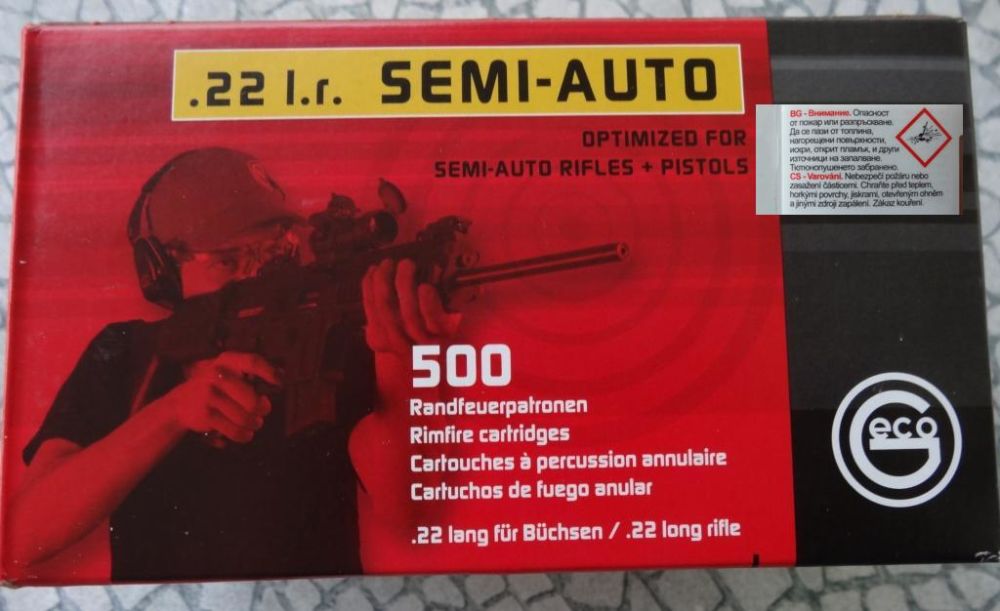 .22 l.r. SEMI-AUTO
OPTIMIZED FOR
SEMI-AUTO RIFLES + PISTOLS
BG - Внимание. Опасност
от пожар или разпръскване.
Да се пази от топлина,
нагорещени повърхности,
искри, открит пламък, и други
източници на запалване.
Тютюнопушенето забранено.
CS - Varování. Nebezpečí požáru nebo
zasažení částicemi. Chraňte před teplem,
horkými povrchy, jiskrami, otevřeným ohněm
a jinými zdroji zapálení. Zákaz kouření.
500
Randfeuerpatronen
Rimfire cartridges
Cartouches à percussion annulaire
Cartuchos de fuego anular
.22 lang für Büchsen / .22 long rifle
Geco